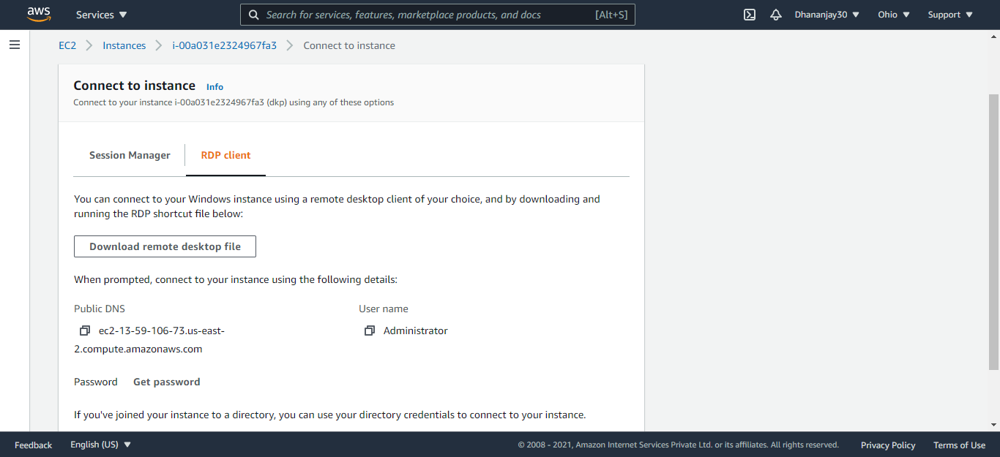 aws
Services
Search for services, features, marketplace products, and docs [Alt+S]
Dhananjay30
Ohio
Support
EC2 Instances i-00a031e2324967fa3 Connect to instance
Connect to instance Info
Connect to your instance i-00a031e2324967fa3 (dkp) using any of these options
Session Manager
RDP client
You can connect to your Windows instance using a remote desktop client of your choice, and by downloading and
running the RDP shortcut file below:
Download remote desktop file
When prompted, connect to your instance using the following details:
Public DNS
ec2-13-59-106-73.us-east-
2.compute.amazonaws.com
User name
Administrator
Password Get password
If you've joined your instance to a directory, you can use your directory credentials to connect to your instance.
Feedback
English (US)
© 2008 - 2021, Amazon Internet Services Private Ltd. or its affiliates. All rights reserved.
Privacy Policy
Terms of Use